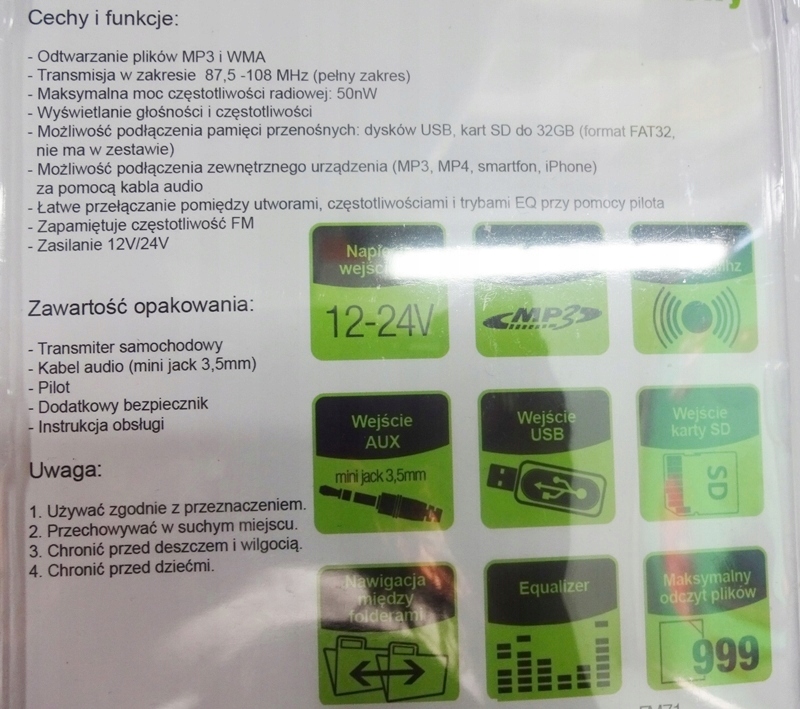 Cechy i funkcje:
- Odtwarzanie plików MP3 i WMA
- Transmisja w zakresie 87,5 -108 MHz (pełny zakres)
- Maksymalna moc częstotliwości radiowej: 50nW
- Wyświetlanie głośności i częstotliwości
- Możliwość podłączenia pamięci przenośnych: dysków USB, kart SD do 32GB (format FAT32,
nie ma w zestawie)
- Możliwość podłączenia zewnętrznego urządzenia (MP3, MP4, smartfon, iPhone)
za pomocą kabla audio
- Łatwe przełączanie pomiędzy utworami, częstotliwościami i trybami EQ przy pomocy pilota
- Zapamiętuje częstotliwość FM
- Zasilanie 12V/24V
12-24V
MP3
Zawartość opakowania:
- Transmiter samochodowy
- Kabel audio (mini jack 3,5mm)
- Pilot
- Dodatkowy bezpiecznik
- Instrukcja obsługi
Wejście
AUX
mini jack 3,5mm
Wejście
USB
Wejście
karty SD
SD
Uwaga:
1. Używać zgodnie z przeznaczeniem.
2. Przechowywać w suchym miejscu.
3. Chronić przed deszczem i wilgocią.
4. Chronić przed dziećmi.
Nawigacja
między
folderami
Equalizer
Maksymalny
odczyt plików
999